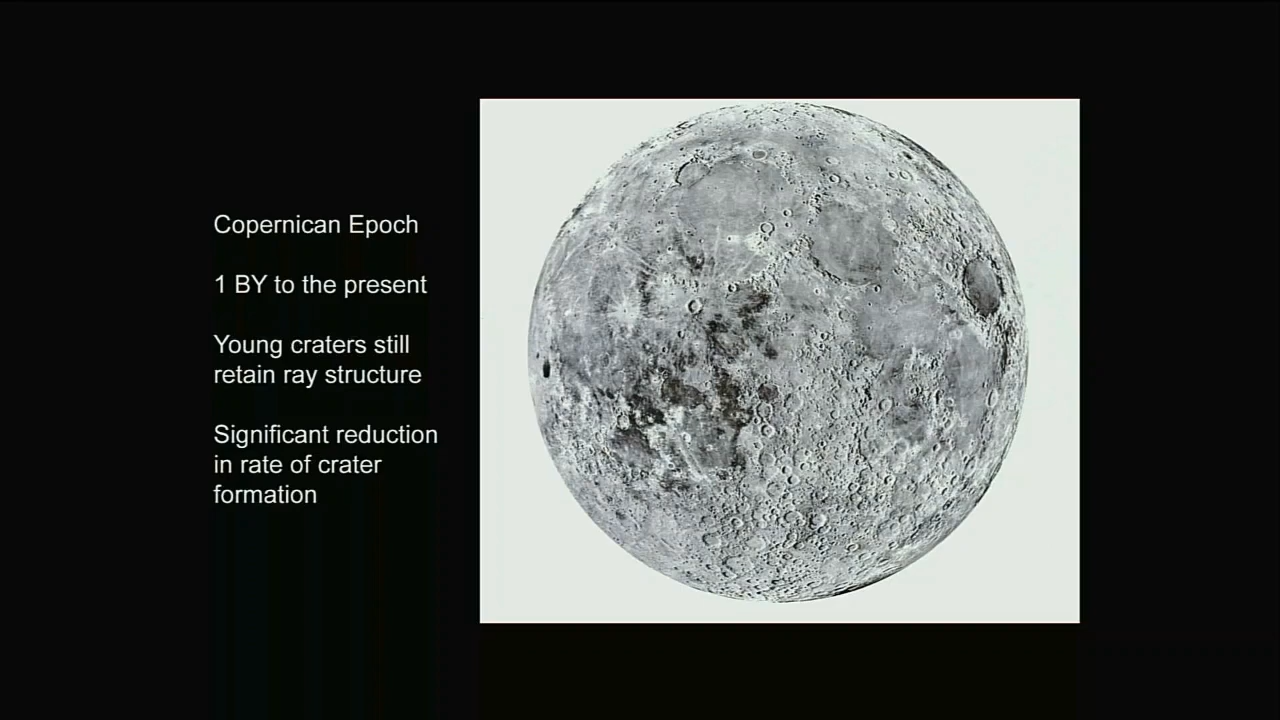 Copernican Epoch
1 BY to the present
Young craters still
retain ray structure
Significant reduction
in rate of crater
formation